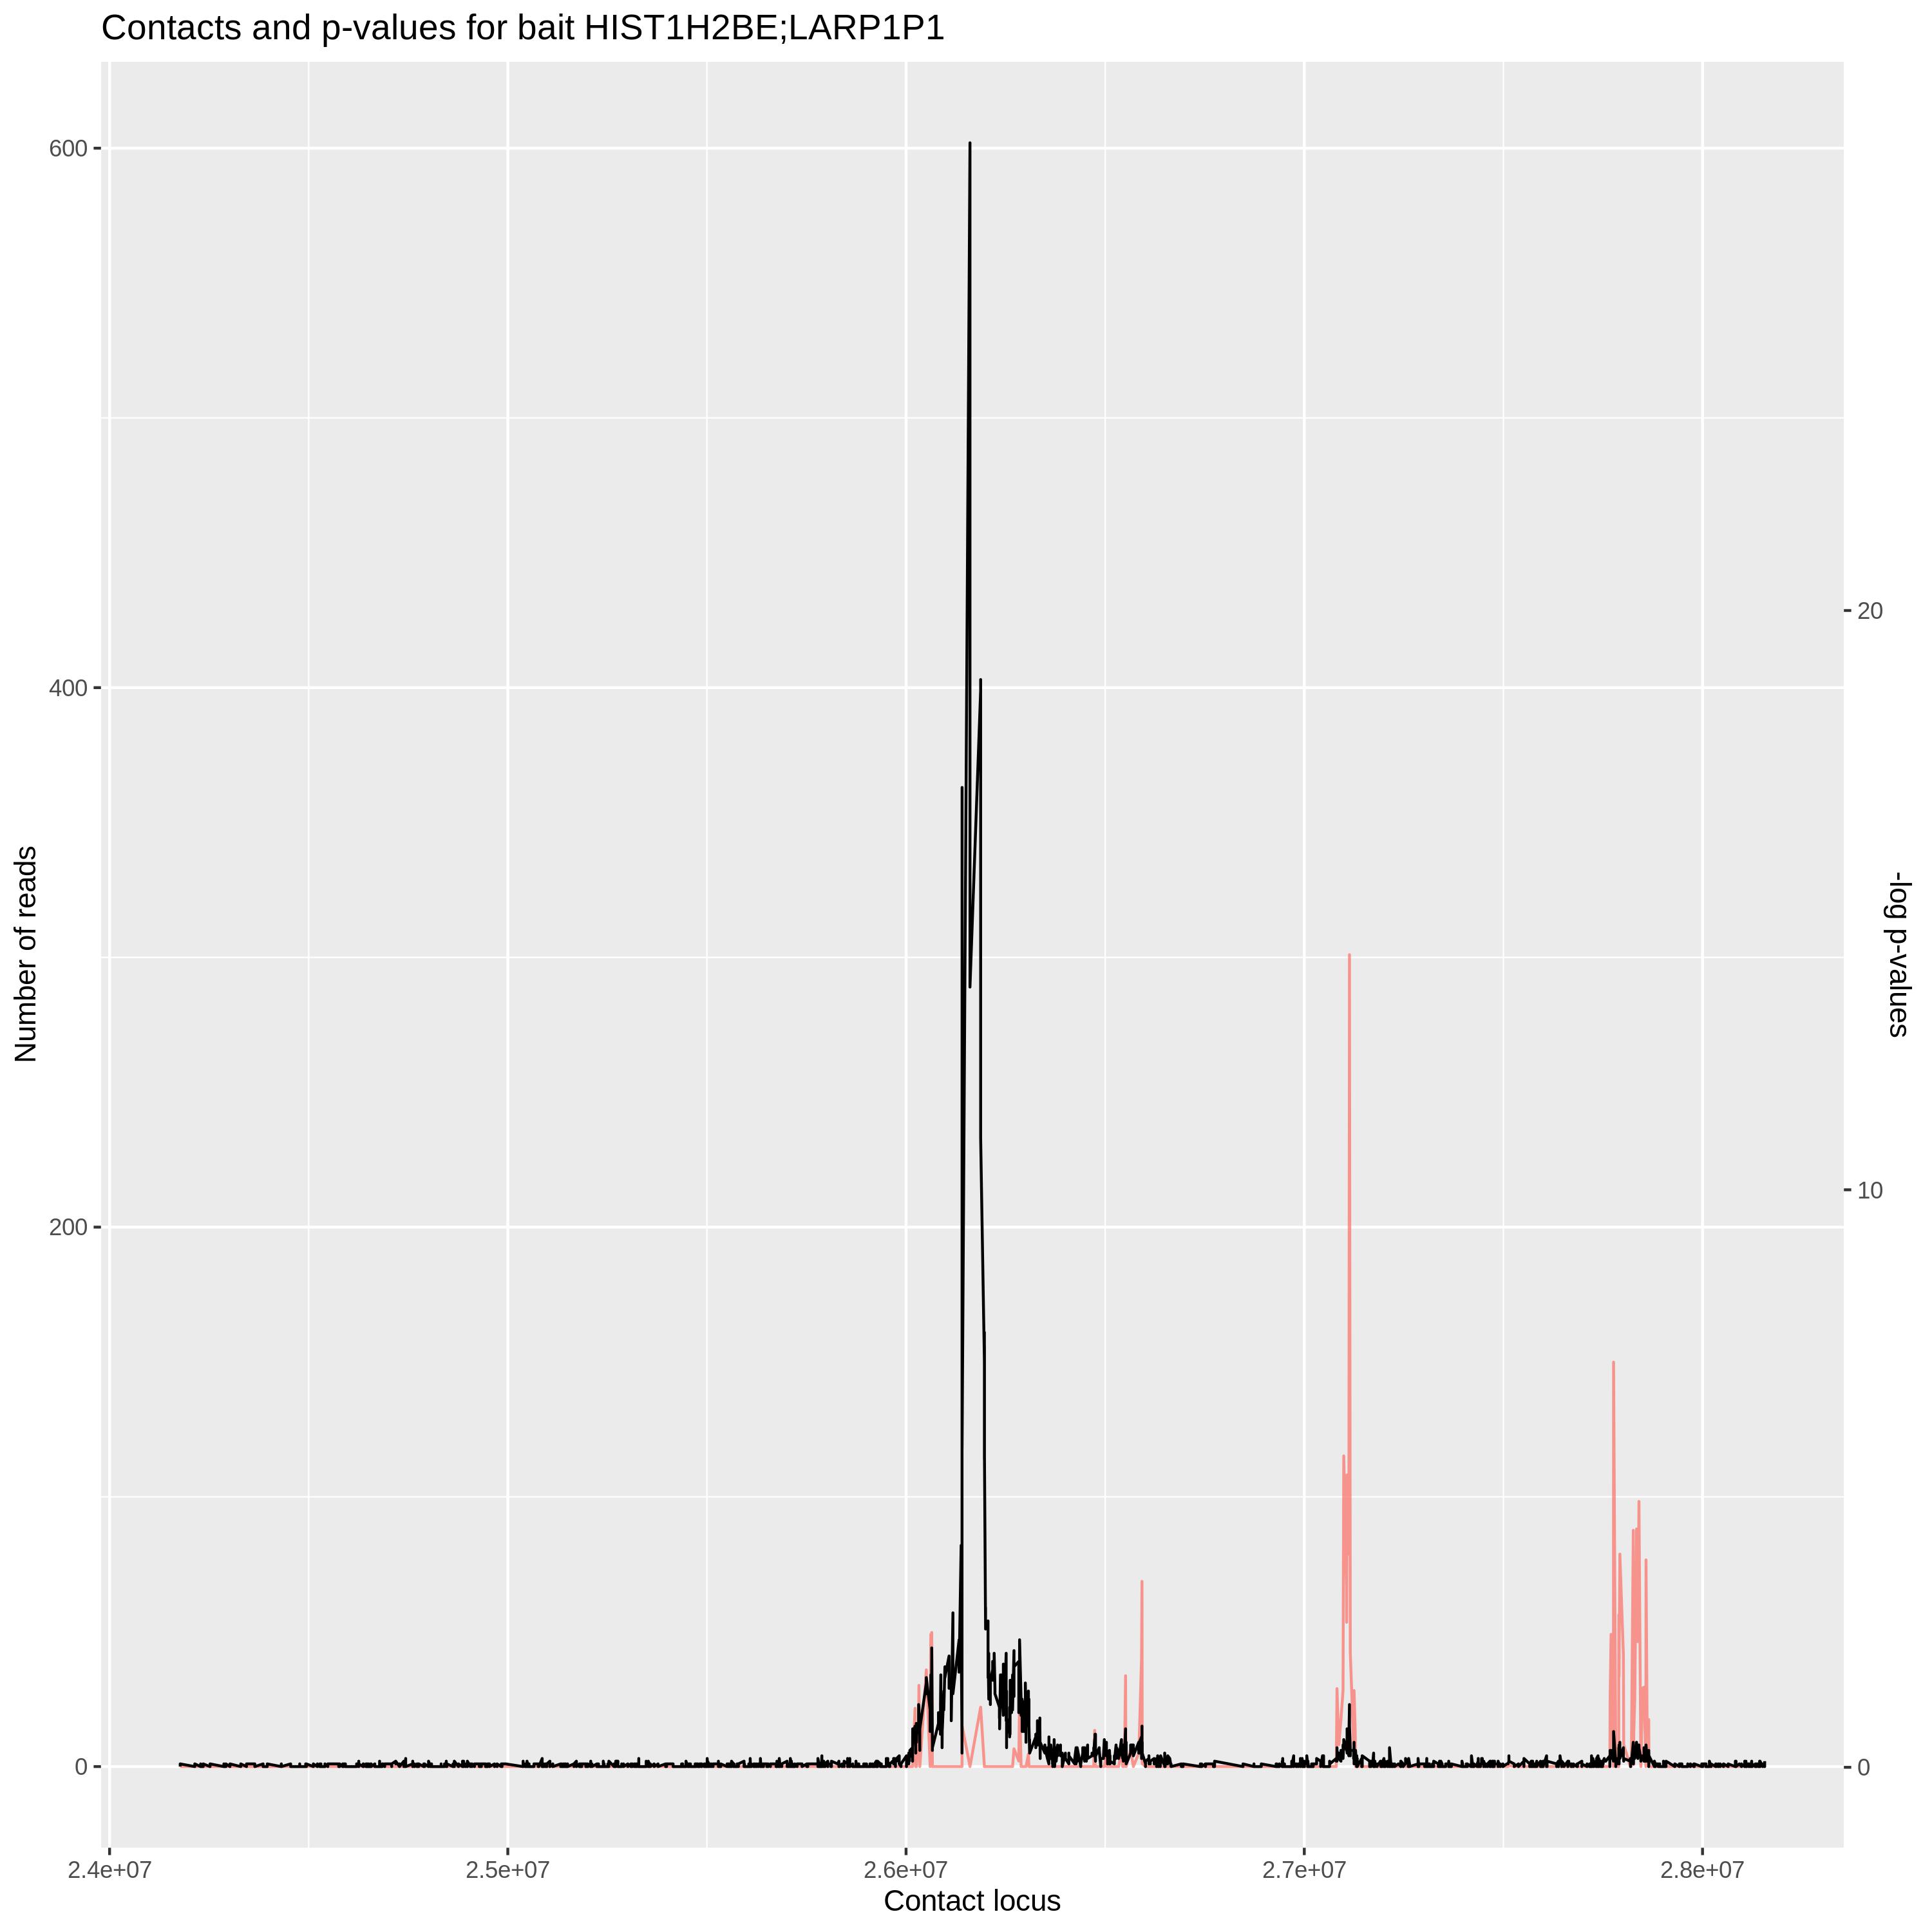 Contacts and p-values for bait HIST1H2BE;LARP1P1
600
400
200
0
Number of reads
20
10
0
-log p-values
2.4e+07
2.5e+07
2.6e+07
2.7e+07
2.8e+07
Contact locus